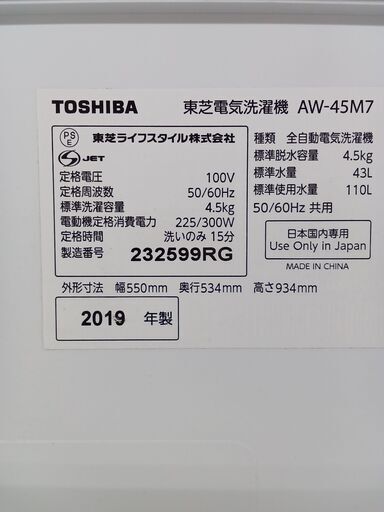 TOSHIBA 東芝電気洗濯機 AW-45M7
PS E 東芝ライフスタイル株式会社
S JET
定格電圧 100V
定格周波数 50/60Hz
標準洗濯容量 4.5kg
電動機定格消費電力 225/300W
定格時間 洗いのみ 15分
製造番号 232599RG
種類 全自動電気洗濯機
標準脱水容量 4.5kg
標準水量 43L
標準使用水量 110L
50/60Hz 共用
日本国内専用
Use Only in Japan
MADE IN CHINA
外形寸法 幅550mm 奥行534mm 高さ934mm
2019 年製